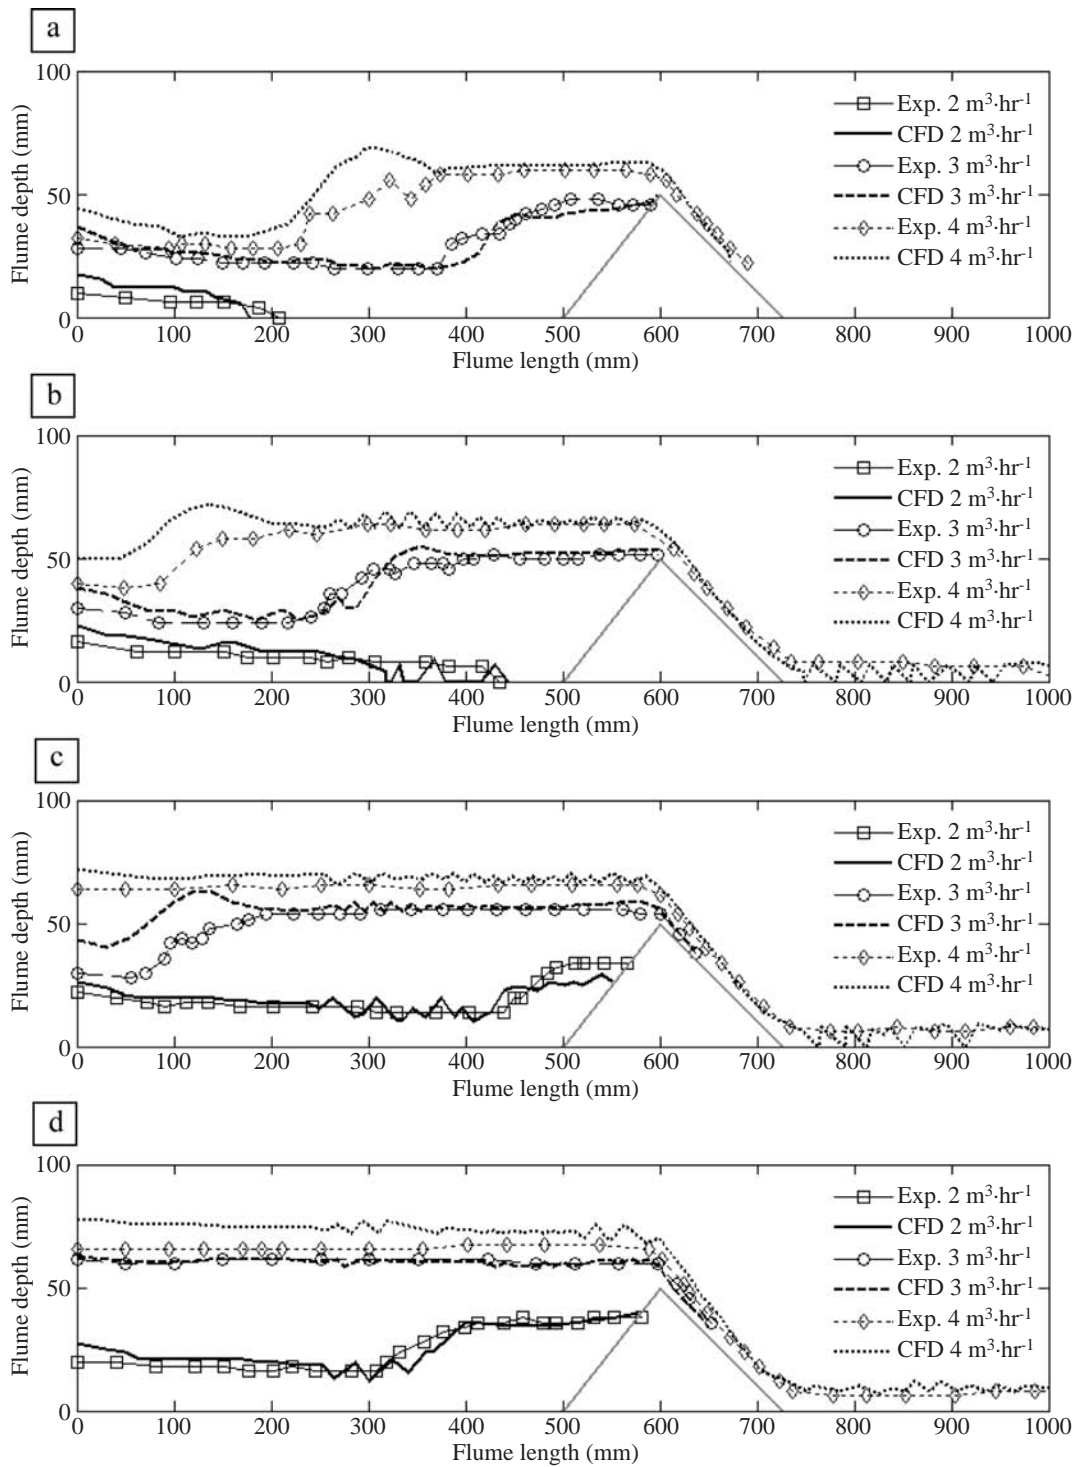 a
100
50
0
Flume depth (mm)
Exp. 2 m³·hr⁻¹
CFD 2 m³·hr⁻¹
Exp. 3 m³·hr⁻¹
CFD 3 m³·hr⁻¹
Exp. 4 m³·hr⁻¹
CFD 4 m³·hr⁻¹
0 100 200 300 400 500 600 700 800 900 1000
Flume length (mm)
b
100
50
0
Flume depth (mm)
Exp. 2 m³·hr⁻¹
CFD 2 m³·hr⁻¹
Exp. 3 m³·hr⁻¹
CFD 3 m³·hr⁻¹
Exp. 4 m³·hr⁻¹
CFD 4 m³·hr⁻¹
0 100 200 300 400 500 600 700 800 900 1000
Flume length (mm)
c
100
50
0
Flume depth (mm)
Exp. 2 m³·hr⁻¹
CFD 2 m³·hr⁻¹
Exp. 3 m³·hr⁻¹
CFD 3 m³·hr⁻¹
Exp. 4 m³·hr⁻¹
CFD 4 m³·hr⁻¹
0 100 200 300 400 500 600 700 800 900 1000
Flume length (mm)
d
100
50
0
Flume depth (mm)
Exp. 2 m³·hr⁻¹
CFD 2 m³·hr⁻¹
Exp. 3 m³·hr⁻¹
CFD 3 m³·hr⁻¹
Exp. 4 m³·hr⁻¹
CFD 4 m³·hr⁻¹
0 100 200 300 400 500 600 700 800 900 1000
Flume length (mm)